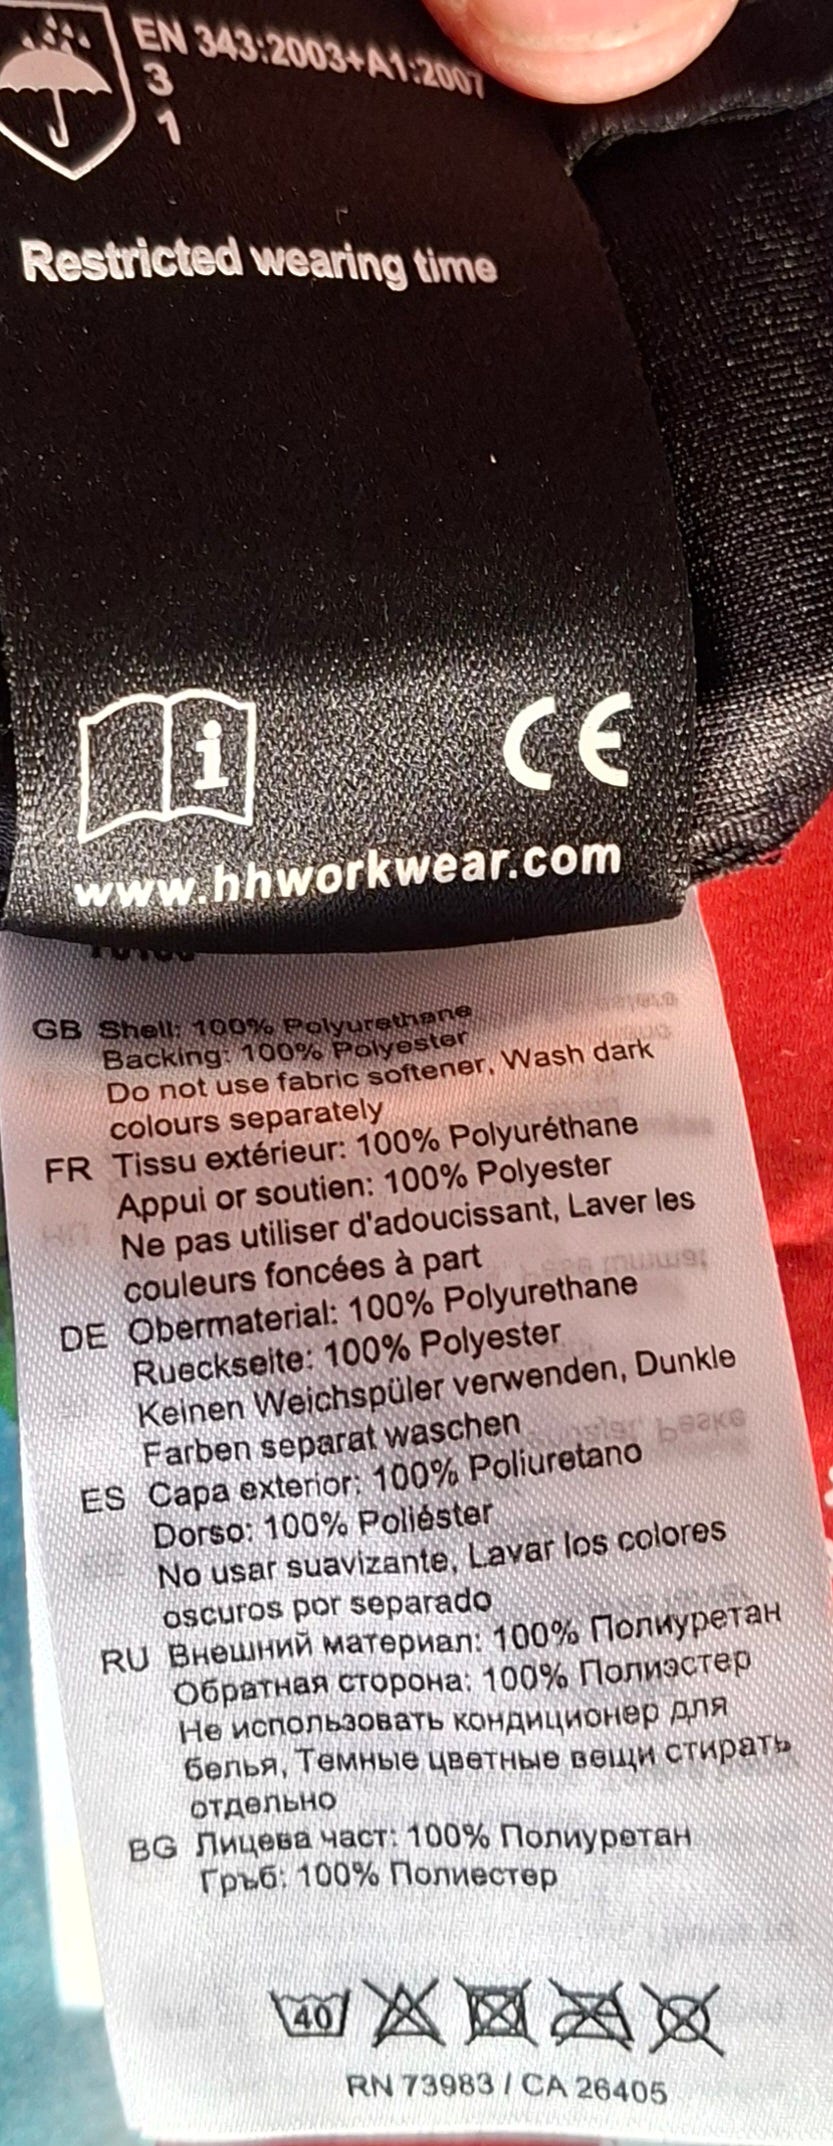 EN 343:2003+A1:2007
3
1
Restricted wearing time
i
CE
www.hhworkwear.com
GB Shell: 100% Polyurethane
Backing: 100% Polyester
Do not use fabric softener, Wash dark
colours separately
FR Tissu extérieur: 100% Polyuréthane
Appui or soutien: 100% Polyester
Ne pas utiliser d'adoucissant, Laver les
couleurs foncées à part
DE Obermaterial: 100% Polyurethane
Rueckseite: 100% Polyester
Keinen Weichspüler verwenden, Dunkle
Farben separat waschen
ES Capa exterior: 100% Poliuretano
Dorso: 100% Poliéster
No usar suavizante, Lavar los colores
oscuros por separado
RU Внешний материал: 100% Полиуретан
Обратная сторона: 100% Полиэстер
Не использовать кондиционер для
белья, Темные цветные вещи стирать
отдельно
BG Лицева част: 100% Полиуретан
Гръб: 100% Полиестер
40
RN 73983 / CA 26405